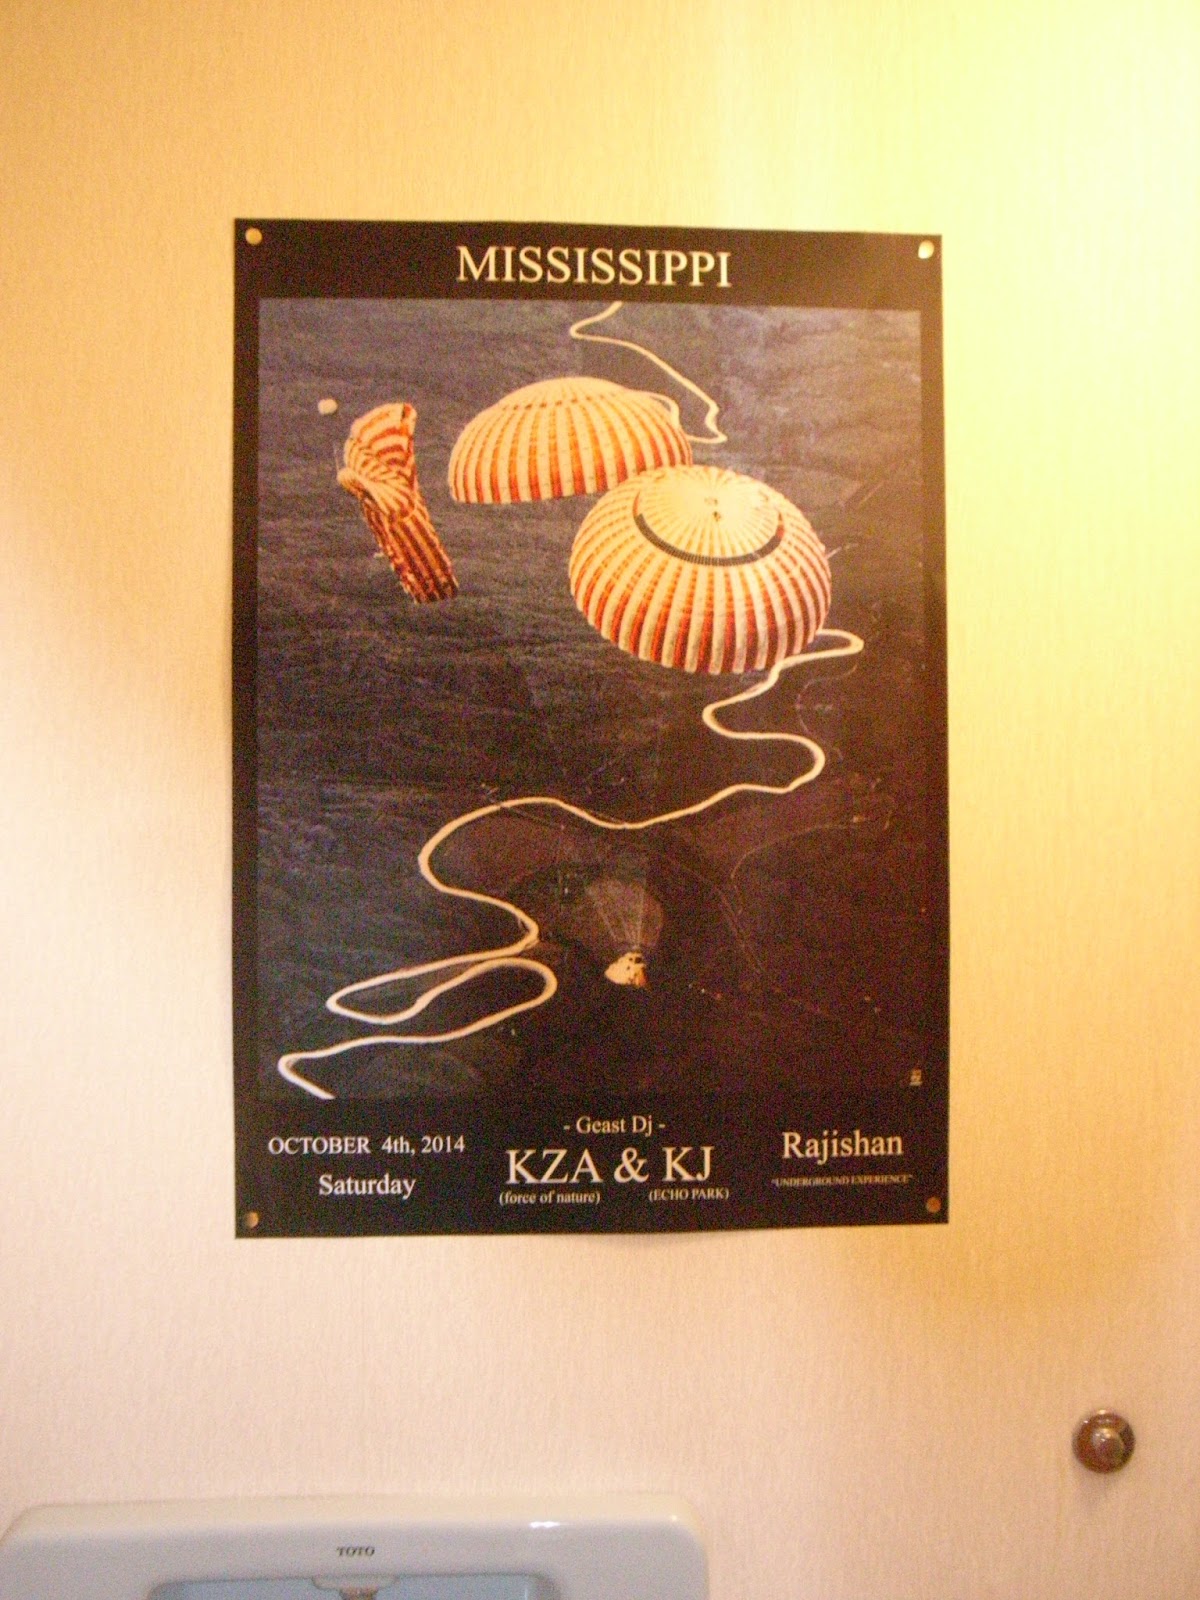 MISSISSIPPI
OCTOBER 4th, 2014
Saturday
- Geast Dj -
KZA & KJ
(force of nature) (ECHO PARK)
Rajishan
"UNDERGROUND EXPERIENCE"
TOTO